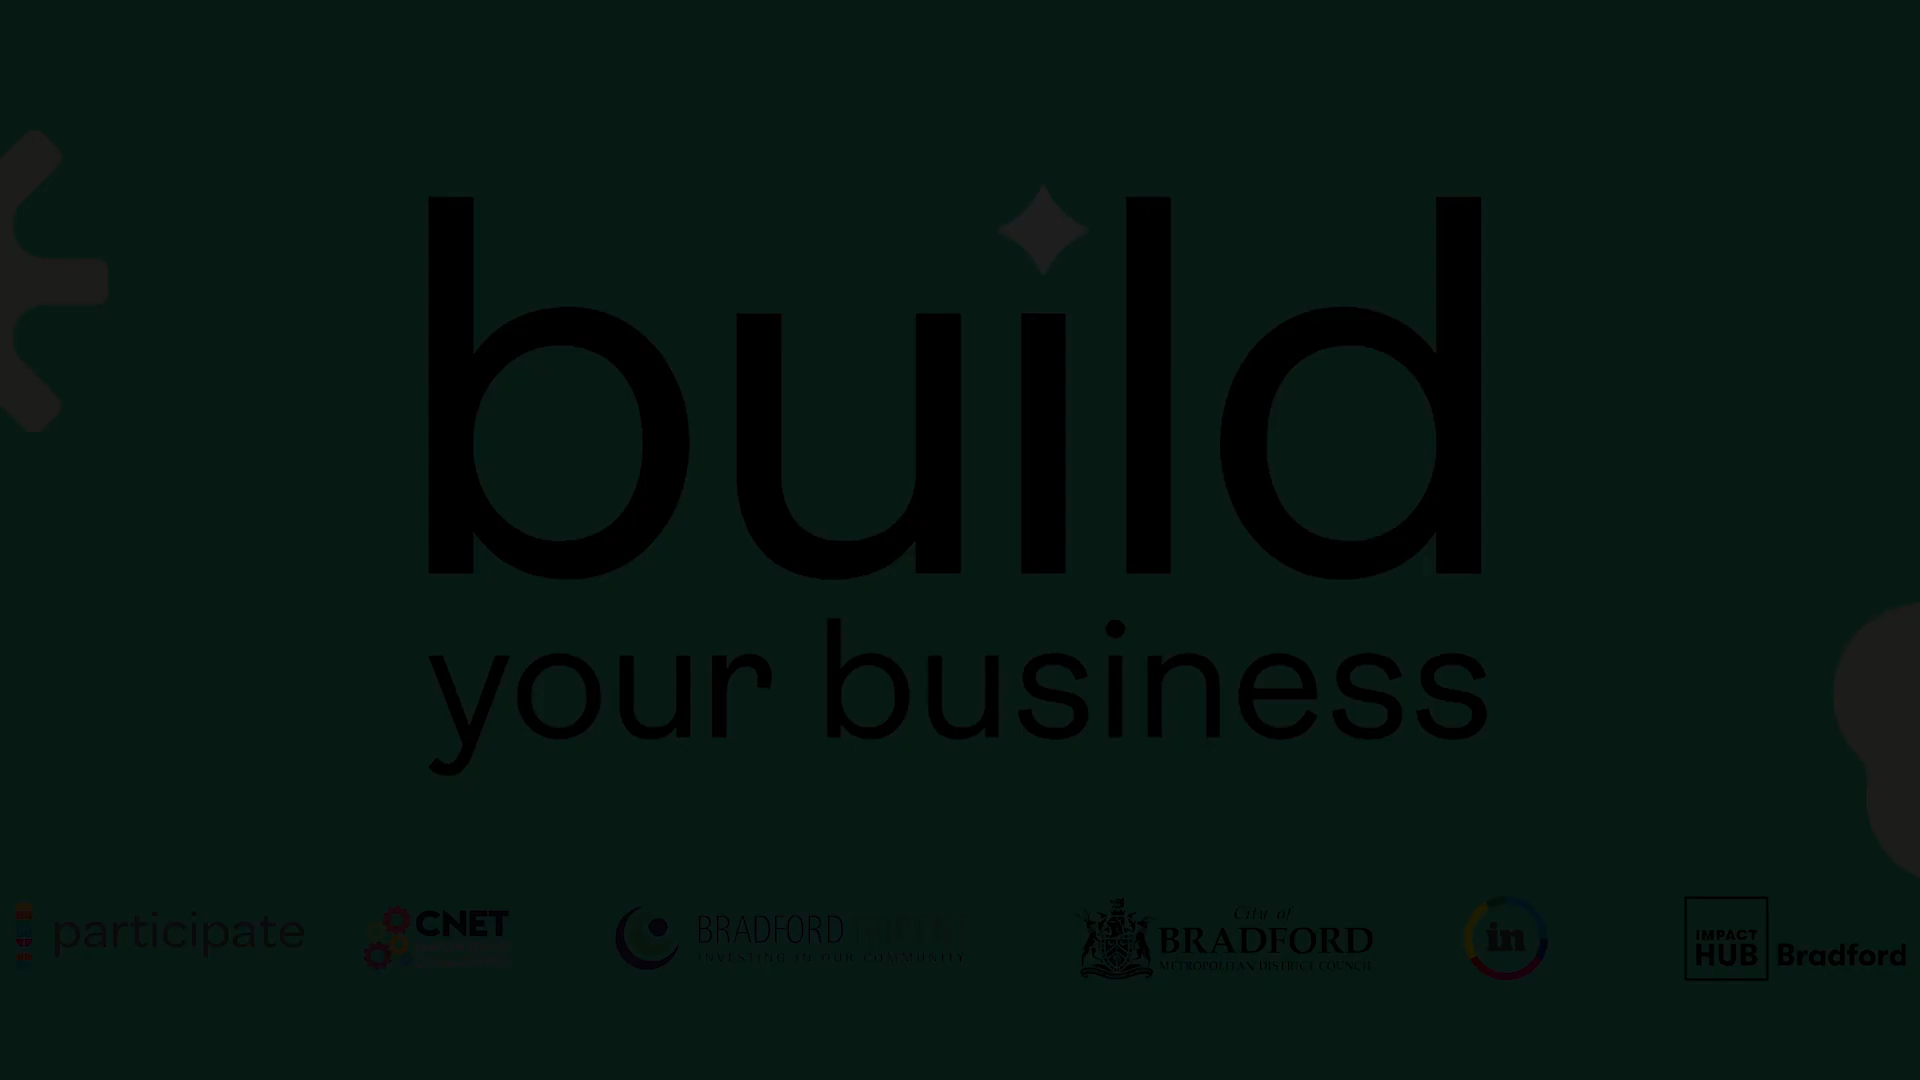 build
your business
participate
CNET
BRADFORD
INVESTING IN OUR COMMUNITY
City of
BRADFORD
METROPOLITAN DISTRICT COUNCIL
in
IMPACT
HUB Bradford